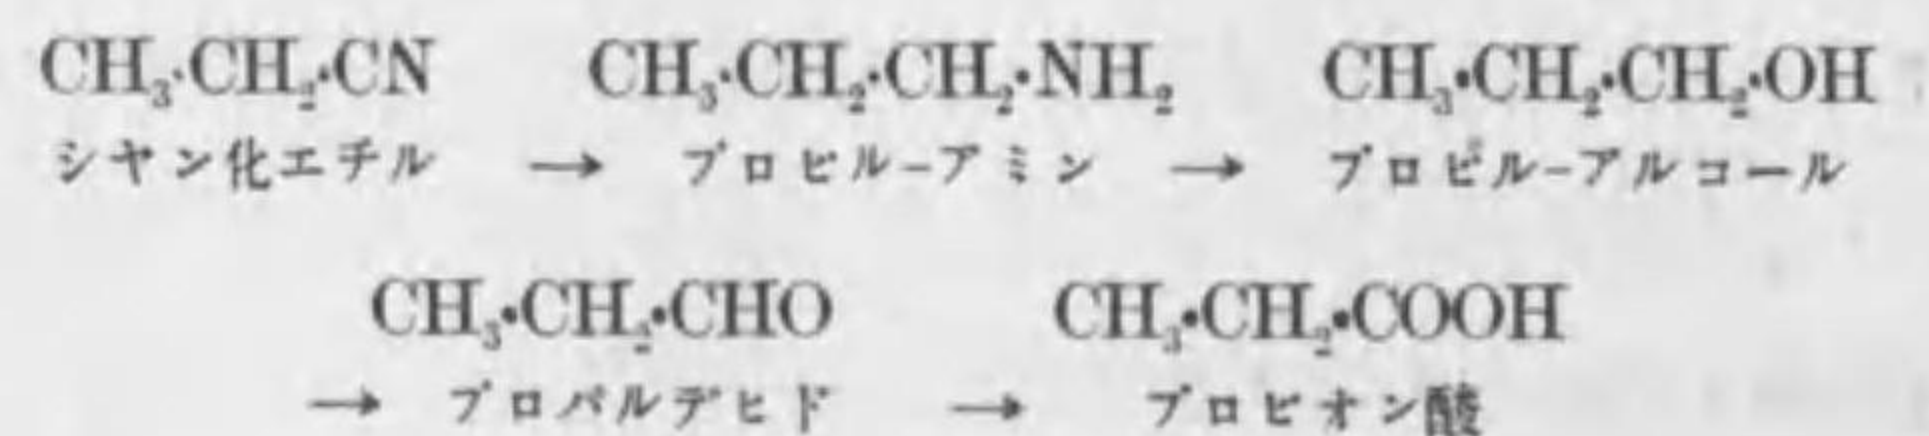 CH₃·CH₂·CN CH₃·CH₂·CH₂·NH₂ CH₃·CH₂·CH₂·OH
シヤン化エチル → プロピル-アミン → プロピル-アルコール
CH₃·CH₂·CHO CH₃·CH₂·COOH
→ プロパルデヒド → プロピオン酸